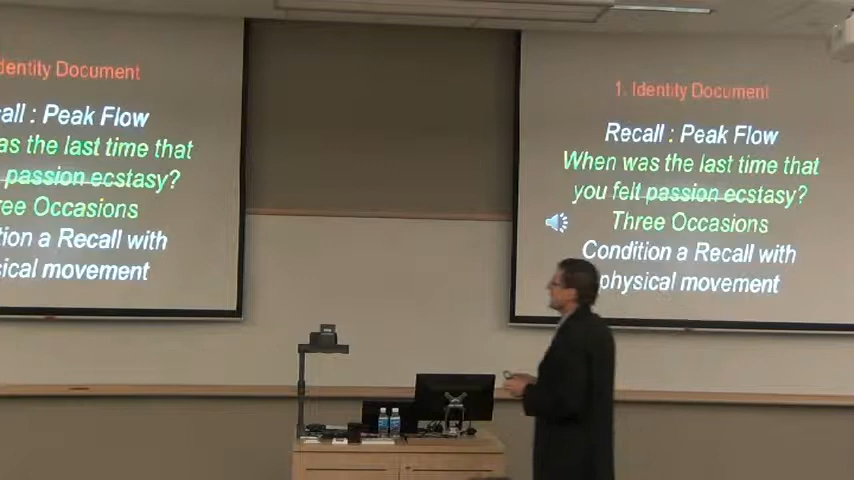 dentity Document
all : Peak Flow
as the last time that
passion ecstasy?
ree Occasions
tion a Recall with
sical movement
1. Identity Document
Recall : Peak Flow
When was the last time that
you felt passion ecstasy?
Three Occasions
Condition a Recall with
physical movement